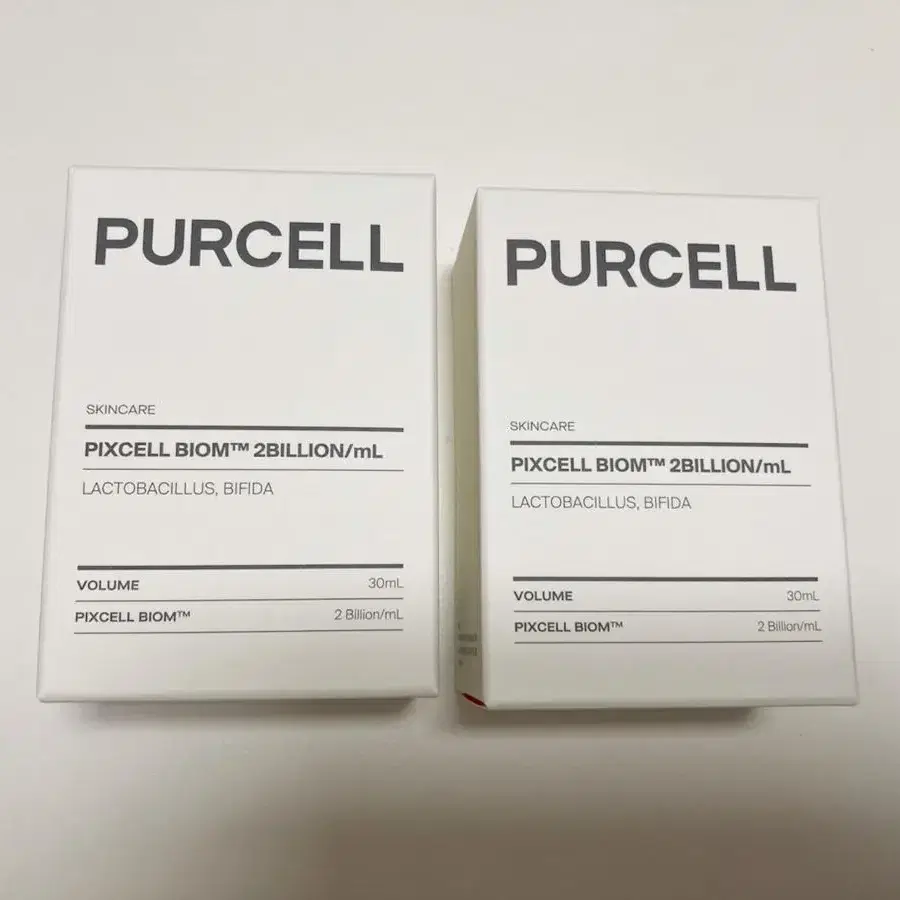 PURCELL
SKINCARE
PIXCELL BIOM™ 2BILLION/mL
LACTOBACILLUS, BIFIDA
VOLUME 30mL
PIXCELL BIOM™ 2 Billion/mL
PURCELL
SKINCARE
PIXCELL BIOM™ 2BILLION/mL
LACTOBACILLUS, BIFIDA
VOLUME 30mL
PIXCELL BIOM™ 2 Billion/mL